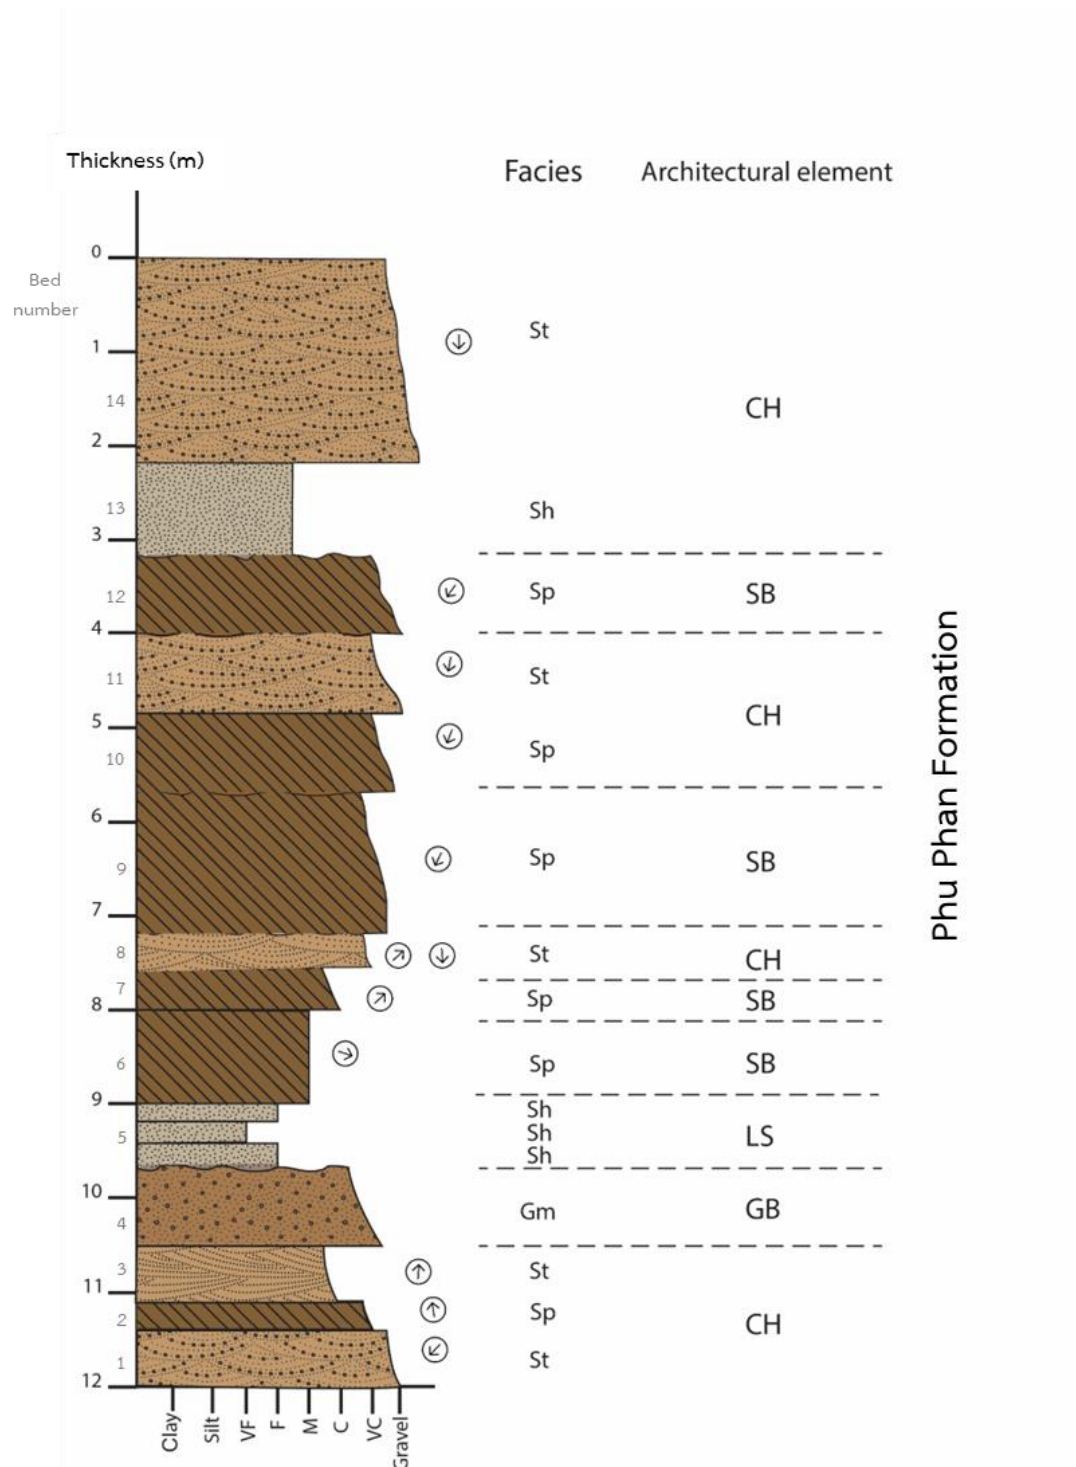 Thickness (m)
Facies
Architectural element
0
Bed
number
St
1
14
CH
2
13
Sh
3
12
Sp
SB
4
11
St
CH
5
10
Sp
6
9
Sp
SB
7
8
St
CH
7
Sp
SB
8
6
Sp
SB
9
Sh
5
Sh
LS
Sh
10
4
Gm
GB
3
St
11
2
Sp
CH
1
St
12
Clay
Silt
VF
F
M
C
VC
Gravel
Phu Phan Formation